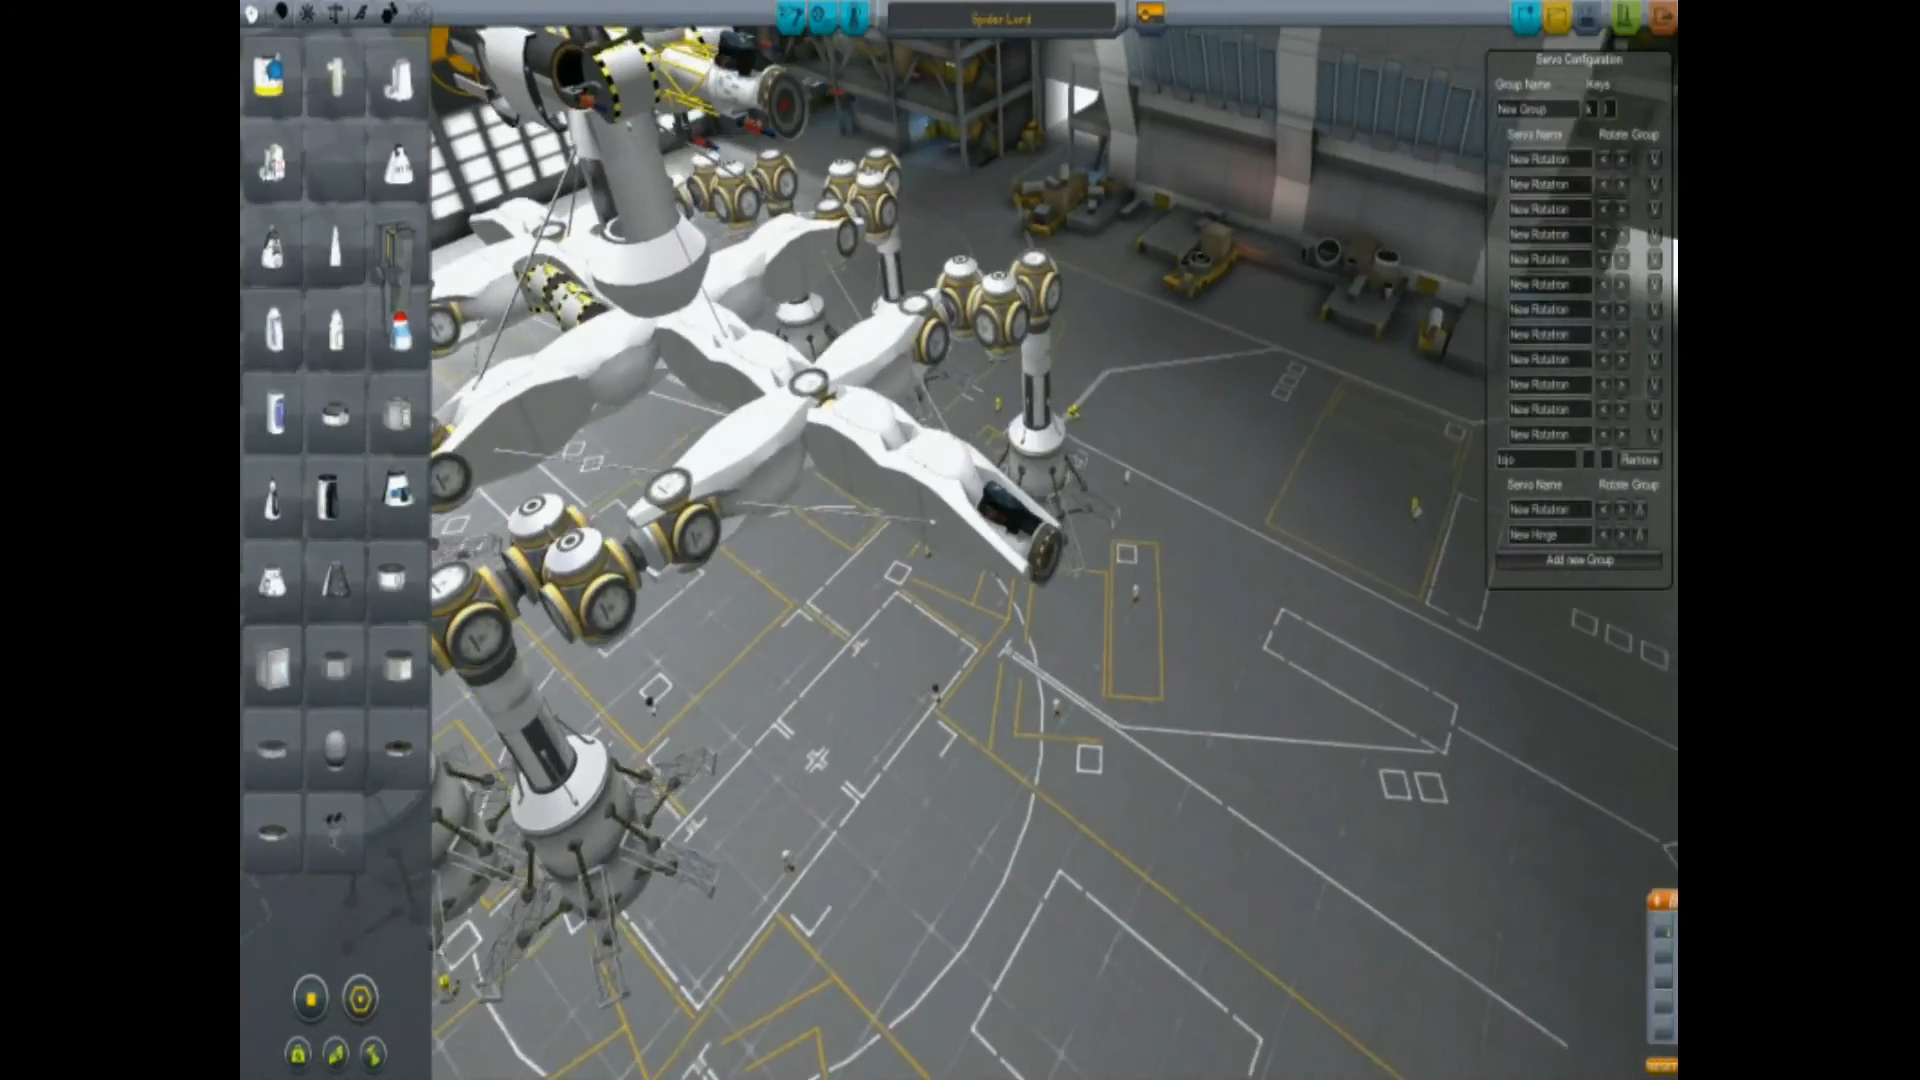 Spider Lord
Servo Configuration
Group Name Keys
New Group k l
Servo Name Rotate Group
New Rotatron < > V
New Rotatron < > V
New Rotatron < > V
New Rotatron < > V
New Rotatron < > V
New Rotatron < > V
New Rotatron < > V
New Rotatron < > V
New Rotatron < > V
New Rotatron < > V
New Rotatron < > V
New Rotatron < > V
Remove
Servo Name Rotate Group
New Rotatron < > /\
New Hinge < > /\
Add new Group
RESET